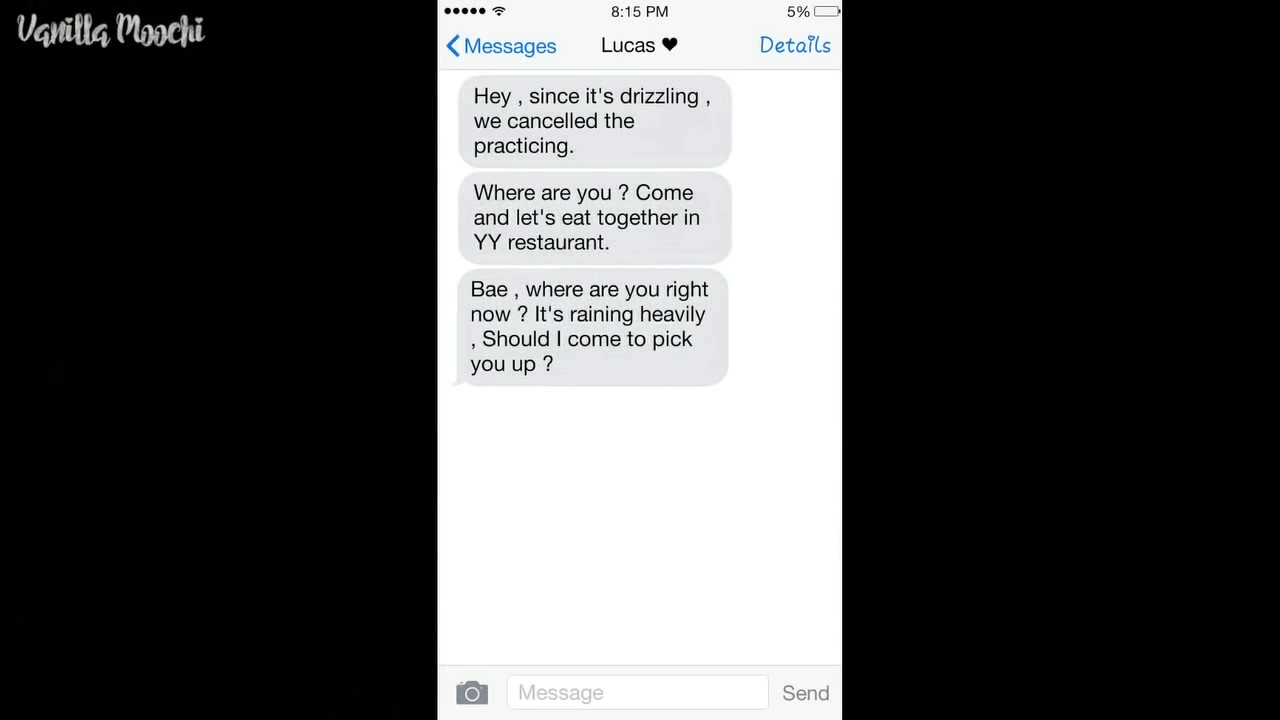 Vanilla Moochi
8:15 PM
5%
Messages
Lucas ♥
Details
Hey , since it's drizzling ,
we cancelled the
practicing.
Where are you ? Come
and let's eat together in
YY restaurant.
Bae , where are you right
now ? It's raining heavily
, Should I come to pick
you up ?
Message
Send